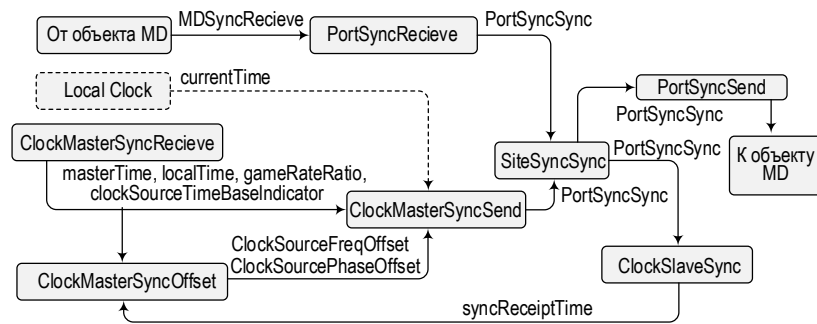 От объекта MD
MDSyncRecieve
PortSyncRecieve
PortSyncSync
Local Clock
currentTime
PortSyncSend
PortSyncSync
ClockMasterSyncRecieve
SiteSyncSync
PortSyncSync
К объекту
MD
masterTime, localTime, gameRateRatio,
clockSourceTimeBaseIndicator
ClockMasterSyncSend
PortSyncSync
ClockSourceFreqOffset
ClockSourcePhaseOffset
ClockMasterSyncOffset
ClockSlaveSync
syncReceiptTime